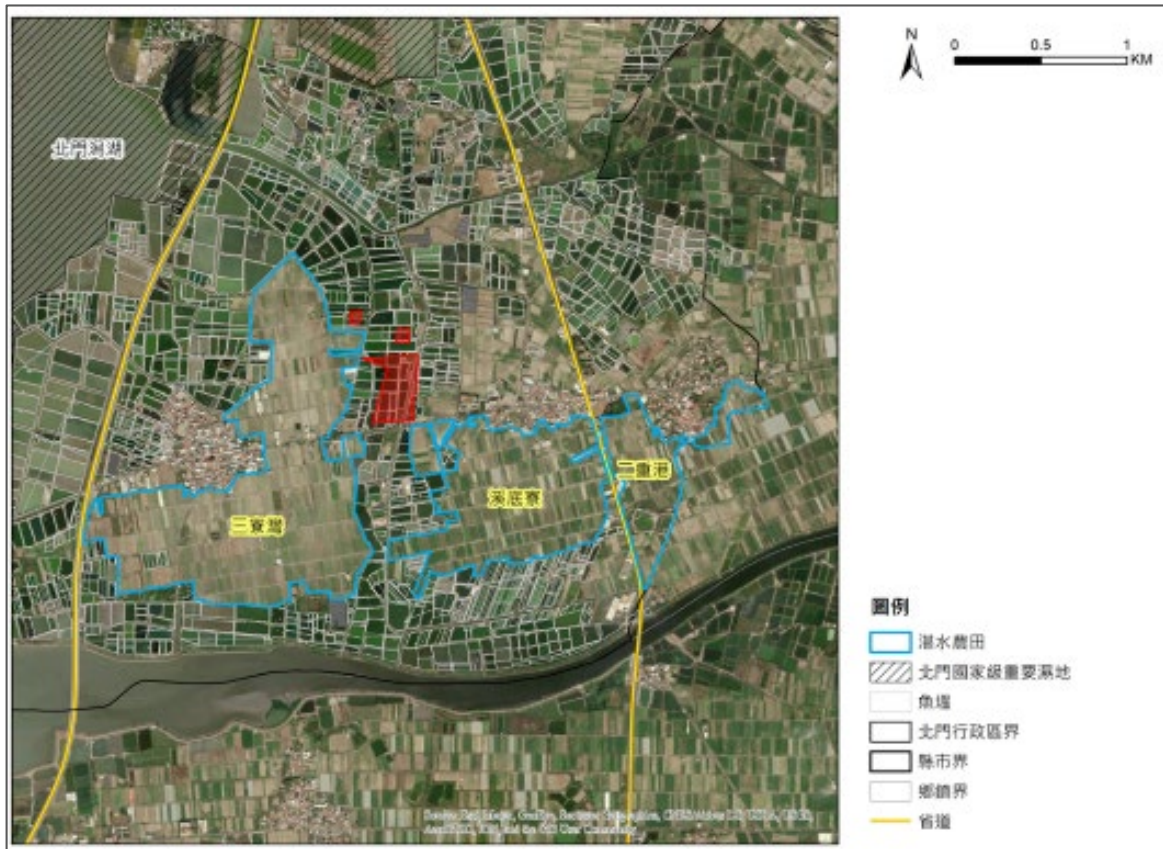 N
0 0.5 1
KM
北門潟湖
二重港
溪底寮
三寮灣
圖例
湛水農田
北門國家級重要濕地
魚塭
北門行政區界
縣市界
鄉鎮界
省道